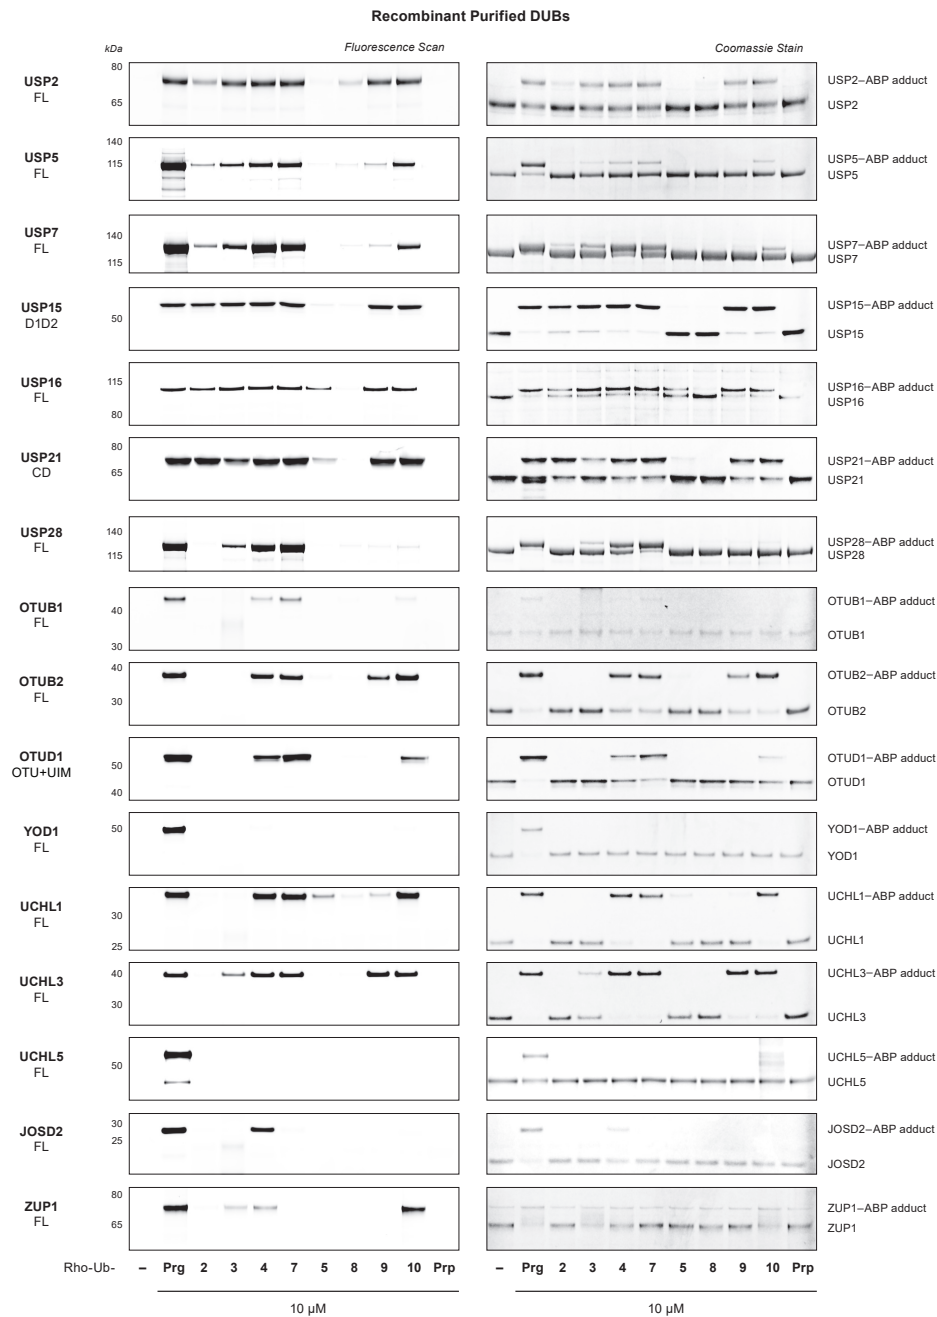 Recombinant Purified DUBs
kDa
Fluorescence Scan
Coomassie Stain
USP2
FL
80
65
USP2–ABP adduct
USP2
USP5
FL
140
115
USP5–ABP adduct
USP5
USP7
FL
140
115
USP7–ABP adduct
USP7
USP15
D1D2
50
USP15–ABP adduct
USP15
USP16
FL
115
80
USP16–ABP adduct
USP16
USP21
CD
80
65
USP21–ABP adduct
USP21
USP28
FL
140
115
USP28–ABP adduct
USP28
OTUB1
FL
40
30
OTUB1–ABP adduct
OTUB1
OTUB2
FL
40
30
OTUB2–ABP adduct
OTUB2
OTUD1
OTU+UIM
50
40
OTUD1–ABP adduct
OTUD1
YOD1
FL
50
YOD1–ABP adduct
YOD1
UCHL1
FL
30
25
UCHL1–ABP adduct
UCHL1
UCHL3
FL
40
30
UCHL3–ABP adduct
UCHL3
UCHL5
FL
50
UCHL5–ABP adduct
UCHL5
JOSD2
FL
30
25
JOSD2–ABP adduct
JOSD2
ZUP1
FL
80
65
ZUP1–ABP adduct
ZUP1
Rho-Ub- – Prg 2 3 4 7 5 8 9 10 Prp – Prg 2 3 4 7 5 8 9 10 Prp
10 µM 10 µM